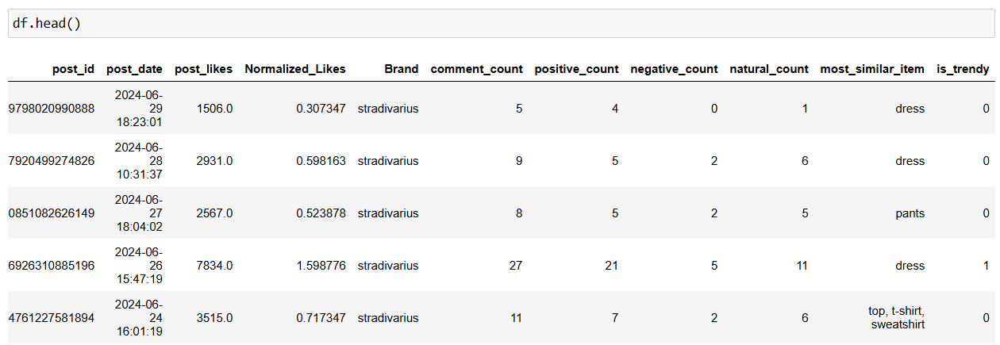 df.head()
post_id post_date post_likes Normalized_Likes Brand comment_count positive_count negative_count natural_count most_similar_item is_trendy
9798020990888 2024-06-29 18:23:01 1506.0 0.307347 stradivarius 5 4 0 1 dress 0
7920499274826 2024-06-28 10:31:37 2931.0 0.598163 stradivarius 9 5 2 6 dress 0
0851082626149 2024-06-27 18:04:02 2567.0 0.523878 stradivarius 8 5 2 5 pants 0
6926310885196 2024-06-26 15:47:19 7834.0 1.598776 stradivarius 27 21 5 11 dress 1
4761227581894 2024-06-24 16:01:19 3515.0 0.717347 stradivarius 11 7 2 6 top, t-shirt, sweatshirt 0